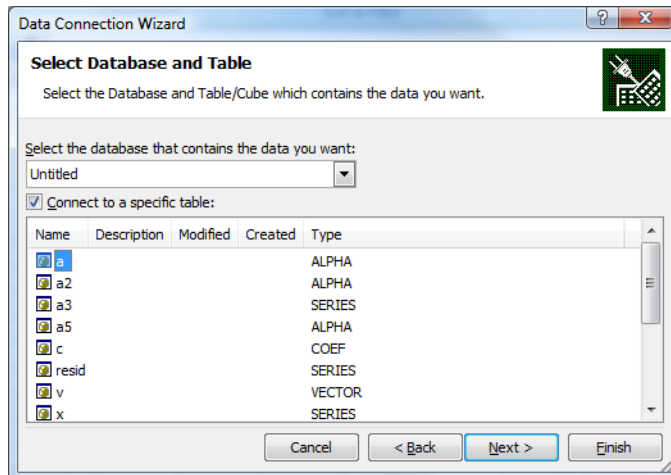 Data Connection Wizard
Select Database and Table
Select the Database and Table/Cube which contains the data you want.
Select the database that contains the data you want:
Untitled
Connect to a specific table:
Name Description Modified Created Type
a ALPHA
a2 ALPHA
a3 SERIES
a5 ALPHA
c COEF
resid SERIES
v VECTOR
x SERIES
Cancel < Back Next > Finish